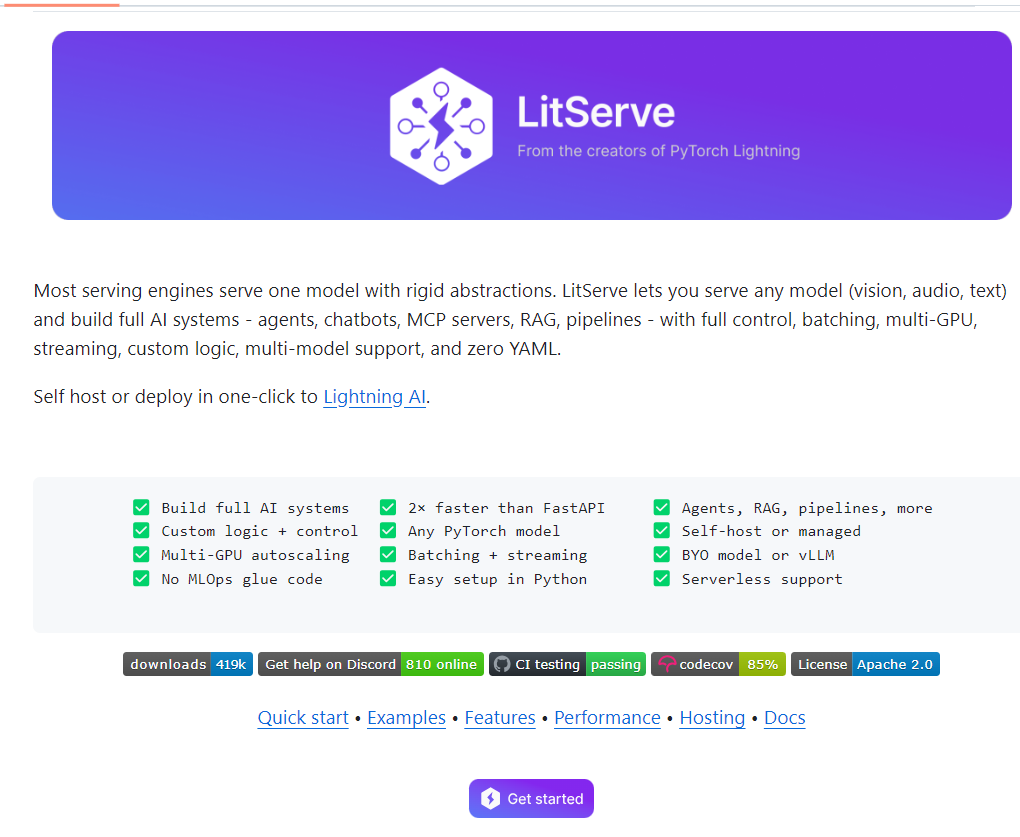 LitServe
From the creators of PyTorch Lightning
Most serving engines serve one model with rigid abstractions. LitServe lets you serve any model (vision, audio, text)
and build full AI systems - agents, chatbots, MCP servers, RAG, pipelines - with full control, batching, multi-GPU,
streaming, custom logic, multi-model support, and zero YAML.
Self host or deploy in one-click to Lightning AI.
✅ Build full AI systems ✅ 2× faster than FastAPI ✅ Agents, RAG, pipelines, more
✅ Custom logic + control ✅ Any PyTorch model ✅ Self-host or managed
✅ Multi-GPU autoscaling ✅ Batching + streaming ✅ BYO model or vLLM
✅ No MLOps glue code ✅ Easy setup in Python ✅ Serverless support
downloads 419k Get help on Discord 810 online CI testing passing codecov 85% License Apache 2.0
Quick start • Examples • Features • Performance • Hosting • Docs
Get started